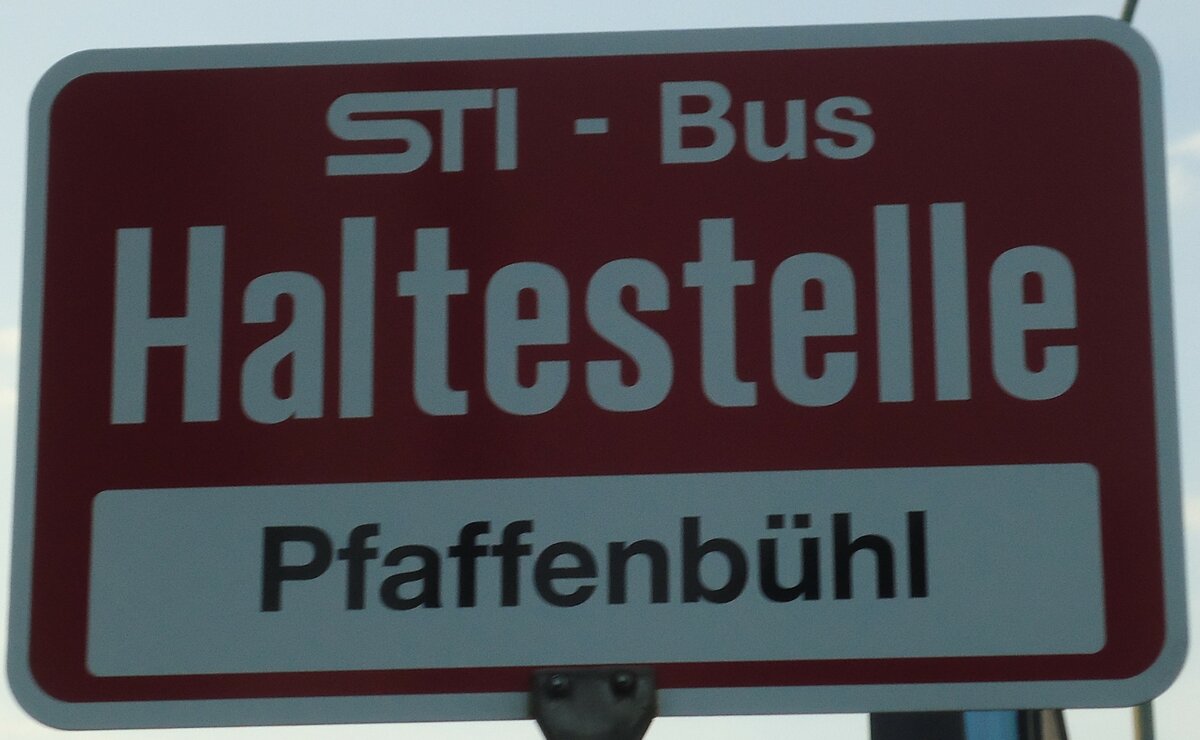 STI - Bus
Haltestelle
Pfaffenbühl